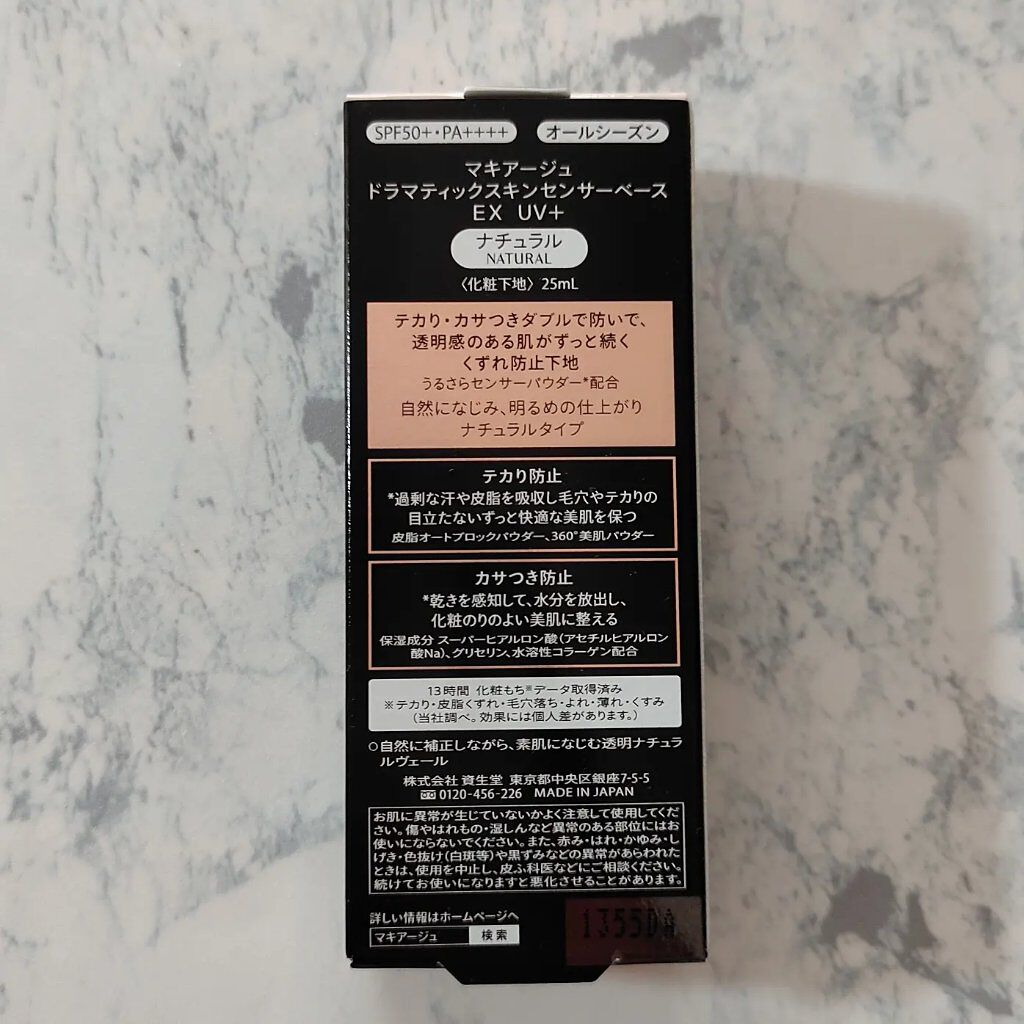 SPF50+・PA++++ オールシーズン
マキアージュ
ドラマティックスキンセンサーベース
EX UV+
ナチュラル
NATURAL
〈化粧下地〉 25mL
テカリ・カサつきダブルで防いで、
透明感のある肌がずっと続く
くずれ防止下地
うるさらセンサーパウダー*配合
自然になじみ、明るめの仕上がり
ナチュラルタイプ
テカリ防止
*過剰な汗や皮脂を吸収し毛穴やテカリの
目立たないずっと快適な美肌を保つ
皮脂オートブロックパウダー、360°美肌パウダー
カサつき防止
*乾きを感知して、水分を放出し、
化粧のりのよい美肌に整える
保湿成分 スーパーヒアルロン酸(アセチルヒアルロン
酸Na)、グリセリン、水溶性コラーゲン配合
13時間 化粧もち※データ取得済み
※テカリ・皮脂くずれ・毛穴落ち・よれ・薄れ・くすみ
(当社調べ。効果には個人差があります。)
○自然に補正しながら、素肌になじむ透明ナチュラ
ルヴェール
株式会社 資生堂 東京都中央区銀座7-5-5
0120-456-226 MADE IN JAPAN
お肌に異常が生じていないかよく注意して使用してくだ
さい。傷やはれもの・湿しんなど異常のある部位にはお
使いにならないでください。また、赤み・はれ・かゆみ・し
げき・色抜け(白斑等)や黒ずみなどの異常があらわれた
ときは、使用を中止し、皮ふ科医などにご相談ください。
続けてお使いになりますと悪化させることがあります。
詳しい情報はホームページへ
マキアージュ 検索
1355DA